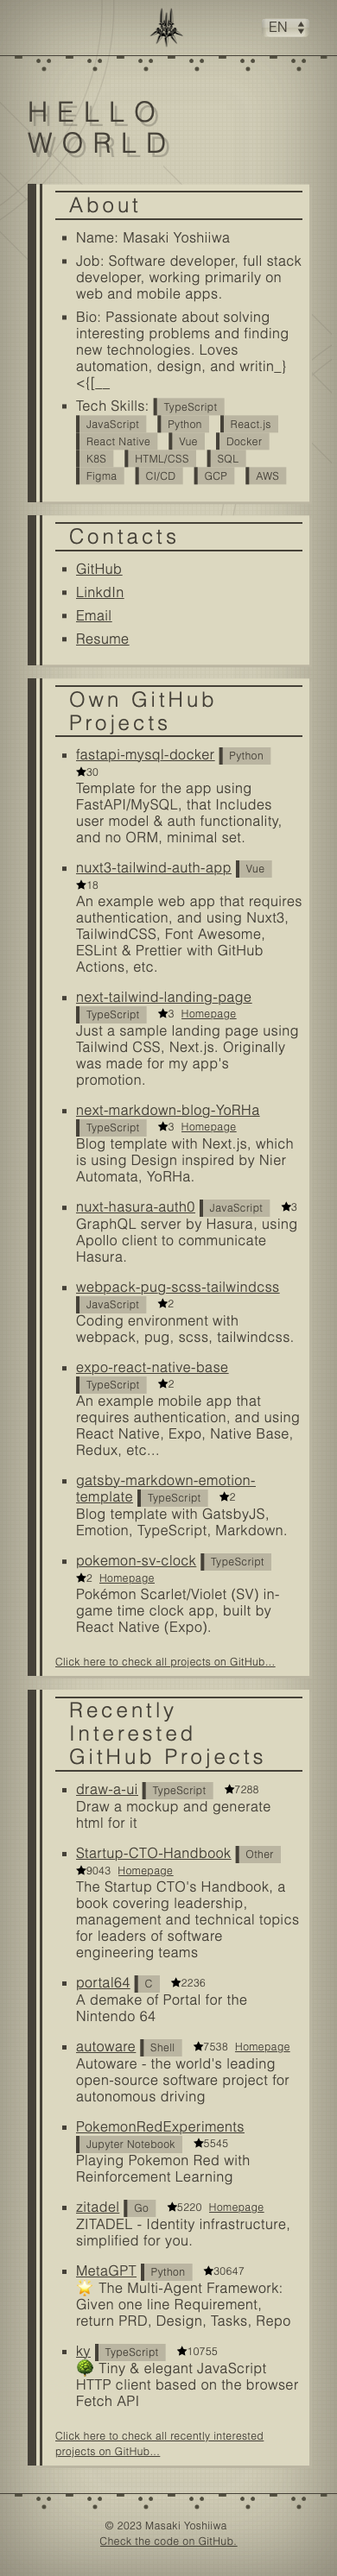 EN
HELLO
WORLD
About
Name: Masaki Yoshiiwa
Job: Software developer, full stack
developer, working primarily on
web and mobile apps.
Bio: Passionate about solving
interesting problems and finding
new technologies. Loves
automation, design, and writin_}
<{[__
Tech Skills: TypeScript
JavaScript Python React.js
React Native Vue Docker
K8S HTML/CSS SQL
Figma CI/CD GCP AWS
Contacts
GitHub
LinkdIn
Email
Resume
Own GitHub
Projects
fastapi-mysql-docker Python
★30
Template for the app using
FastAPI/MySQL, that Includes
user model & auth functionality,
and no ORM, minimal set.
nuxt3-tailwind-auth-app Vue
★18
An example web app that requires
authentication, and using Nuxt3,
TailwindCSS, Font Awesome,
ESLint & Prettier with GitHub
Actions, etc.
next-tailwind-landing-page
TypeScript ★3 Homepage
Just a sample landing page using
Tailwind CSS, Next.js. Originally
was made for my app's
promotion.
next-markdown-blog-YoRHa
TypeScript ★3 Homepage
Blog template with Next.js, which
is using Design inspired by Nier
Automata, YoRHa.
nuxt-hasura-auth0 JavaScript ★3
GraphQL server by Hasura, using
Apollo client to communicate
Hasura.
webpack-pug-scss-tailwindcss
JavaScript ★2
Coding environment with
webpack, pug, scss, tailwindcss.
expo-react-native-base
TypeScript ★2
An example mobile app that
requires authentication, and using
React Native, Expo, Native Base,
Redux, etc...
gatsby-markdown-emotion-
template TypeScript ★2
Blog template with GatsbyJS,
Emotion, TypeScript, Markdown.
pokemon-sv-clock TypeScript
★2 Homepage
Pokémon Scarlet/Violet (SV) in-
game time clock app, built by
React Native (Expo).
Click here to check all projects on GitHub...
Recently
Interested
GitHub Projects
draw-a-ui TypeScript ★7288
Draw a mockup and generate
html for it
Startup-CTO-Handbook Other
★9043 Homepage
The Startup CTO's Handbook, a
book covering leadership,
management and technical topics
for leaders of software
engineering teams
portal64 C ★2236
A demake of Portal for the
Nintendo 64
autoware Shell ★7538 Homepage
Autoware - the world's leading
open-source software project for
autonomous driving
PokemonRedExperiments
Jupyter Notebook ★5545
Playing Pokemon Red with
Reinforcement Learning
zitadel Go ★5220 Homepage
ZITADEL - Identity infrastructure,
simplified for you.
MetaGPT Python ★30647
🌟 The Multi-Agent Framework:
Given one line Requirement,
return PRD, Design, Tasks, Repo
ky TypeScript ★10755
🌳 Tiny & elegant JavaScript
HTTP client based on the browser
Fetch API
Click here to check all recently interested
projects on GitHub...
© 2023 Masaki Yoshiiwa
Check the code on GitHub.